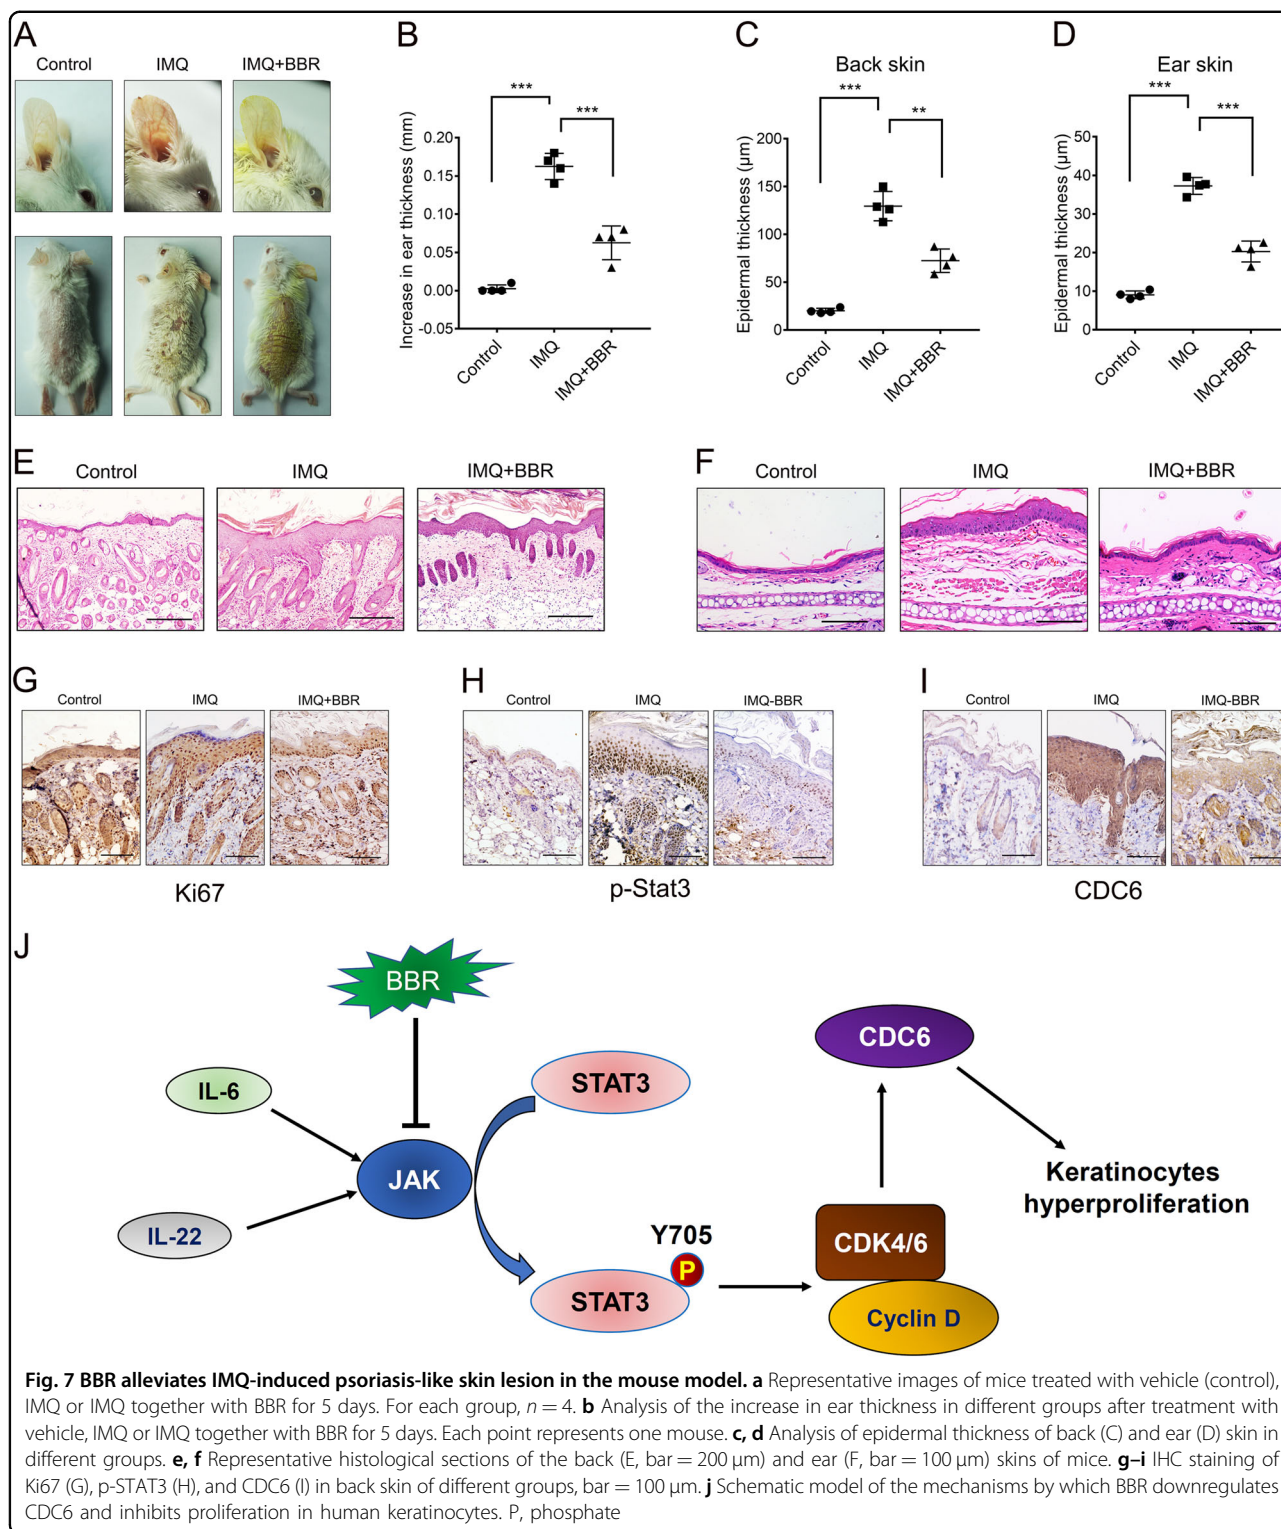 A
Control
IMQ
IMQ+BBR
B
Increase in ear thickness (mm)
0.20
0.15
0.10
0.05
0.00
-0.05
***
***
Control
IMQ
IMQ+BBR
C
Back skin
Epidermal thickness (µm)
200
150
100
50
0
***
**
Control
IMQ
IMQ+BBR
D
Ear skin
Epidermal thickness (µm)
50
40
30
20
10
0
***
***
Control
IMQ
IMQ+BBR
E
Control
IMQ
IMQ+BBR
F
Control
IMQ
IMQ+BBR
G
Control
IMQ
IMQ+BBR
Ki67
H
Control
IMQ
IMQ-BBR
p-Stat3
I
Control
IMQ
IMQ-BBR
CDC6
J
BBR
IL-6
IL-22
JAK
STAT3
Y705
P
STAT3
CDK4/6
Cyclin D
CDC6
Keratinocytes
hyperproliferation
Fig. 7 BBR alleviates IMQ-induced psoriasis-like skin lesion in the mouse model. a Representative images of mice treated with vehicle (control),
IMQ or IMQ together with BBR for 5 days. For each group, n = 4. b Analysis of the increase in ear thickness in different groups after treatment with
vehicle, IMQ or IMQ together with BBR for 5 days. Each point represents one mouse. c, d Analysis of epidermal thickness of back (C) and ear (D) skin in
different groups. e, f Representative histological sections of the back (E, bar = 200 µm) and ear (F, bar = 100 µm) skins of mice. g–i IHC staining of
Ki67 (G), p-STAT3 (H), and CDC6 (I) in back skin of different groups, bar = 100 µm. j Schematic model of the mechanisms by which BBR downregulates
CDC6 and inhibits proliferation in human keratinocytes. P, phosphate